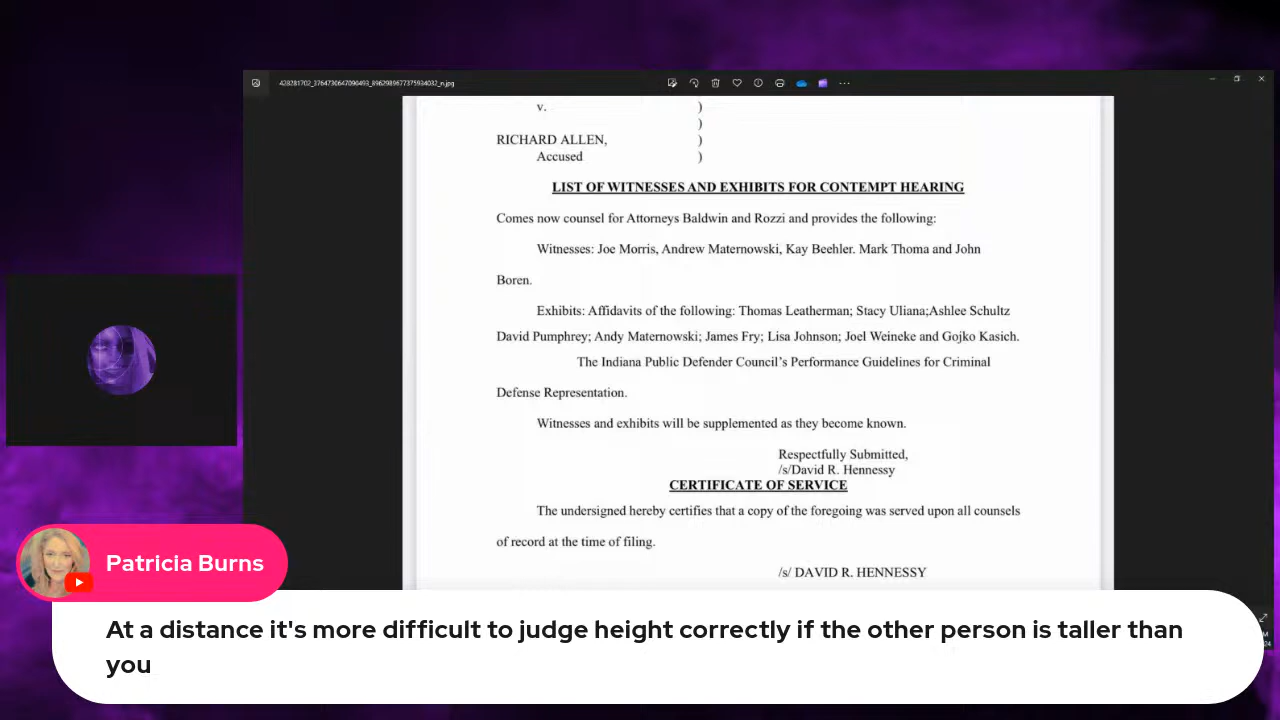 428281702_3764730647090493_8962989677375934032_n.jpg
v. )
)
RICHARD ALLEN, )
Accused )
LIST OF WITNESSES AND EXHIBITS FOR CONTEMPT HEARING
Comes now counsel for Attorneys Baldwin and Rozzi and provides the following:
Witnesses: Joe Morris, Andrew Maternowski, Kay Beehler. Mark Thoma and John
Boren.
Exhibits: Affidavits of the following: Thomas Leatherman; Stacy Uliana;Ashlee Schultz
David Pumphrey; Andy Maternowski; James Fry; Lisa Johnson; Joel Weineke and Gojko Kasich.
The Indiana Public Defender Council's Performance Guidelines for Criminal
Defense Representation.
Witnesses and exhibits will be supplemented as they become known.
Respectfully Submitted,
/s/David R. Hennessy
CERTIFICATE OF SERVICE
The undersigned hereby certifies that a copy of the foregoing was served upon all counsels
of record at the time of filing.
/s/ DAVID R. HENNESSY
Patricia Burns
At a distance it's more difficult to judge height correctly if the other person is taller than
you